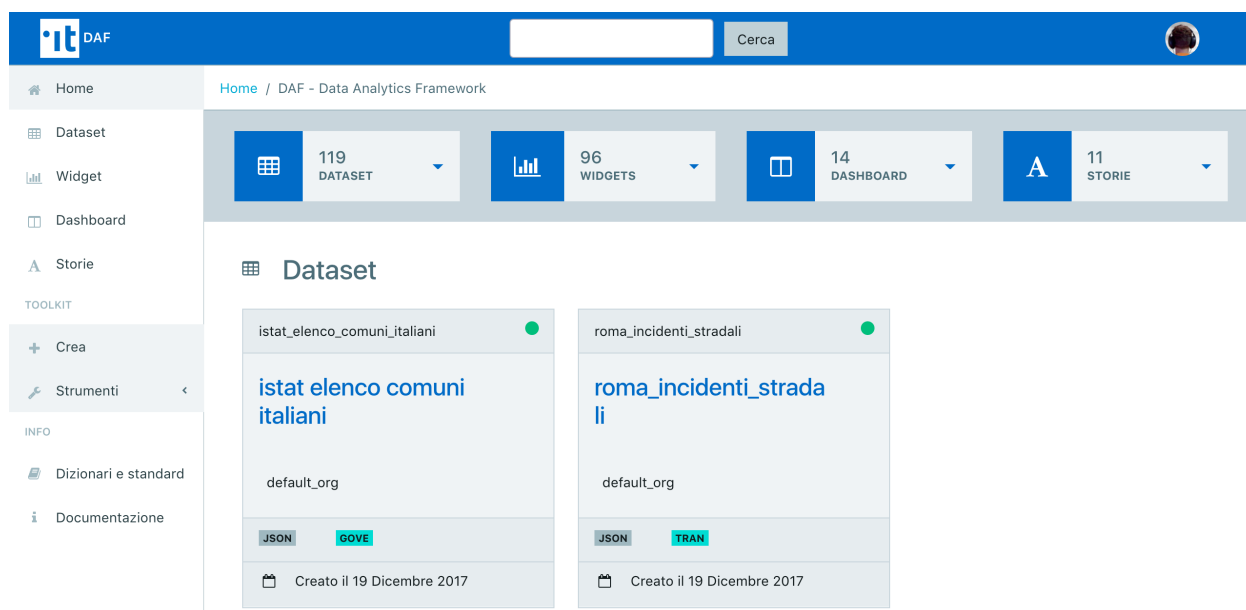 it DAF
Cerca
Home
Dataset
Widget
Dashboard
Storie
TOOLKIT
Crea
Strumenti
INFO
Dizionari e standard
Documentazione
Home / DAF - Data Analytics Framework
119
DATASET
96
WIDGETS
14
DASHBOARD
A
11
STORIE
Dataset
istat_elenco_comuni_italiani
istat elenco comuni
italiani
default_org
JSON GOVE
Creato il 19 Dicembre 2017
roma_incidenti_stradali
roma_incidenti_strada
li
default_org
JSON TRAN
Creato il 19 Dicembre 2017